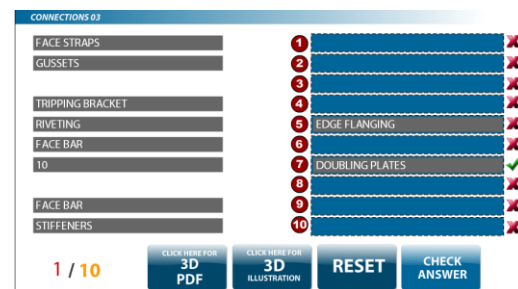 CONNECTIONS 03
FACE STRAPS
GUSSETS
TRIPPING BRACKET
RIVETING
FACE BAR
10
FACE BAR
STIFFENERS
1
2
3
4
5 EDGE FLANGING
6
7 DOUBLING PLATES
8
9
10
1 / 10
CLICK HERE FOR
3D
PDF
CLICK HERE FOR
3D
ILLUSTRATION
RESET
CHECK
ANSWER